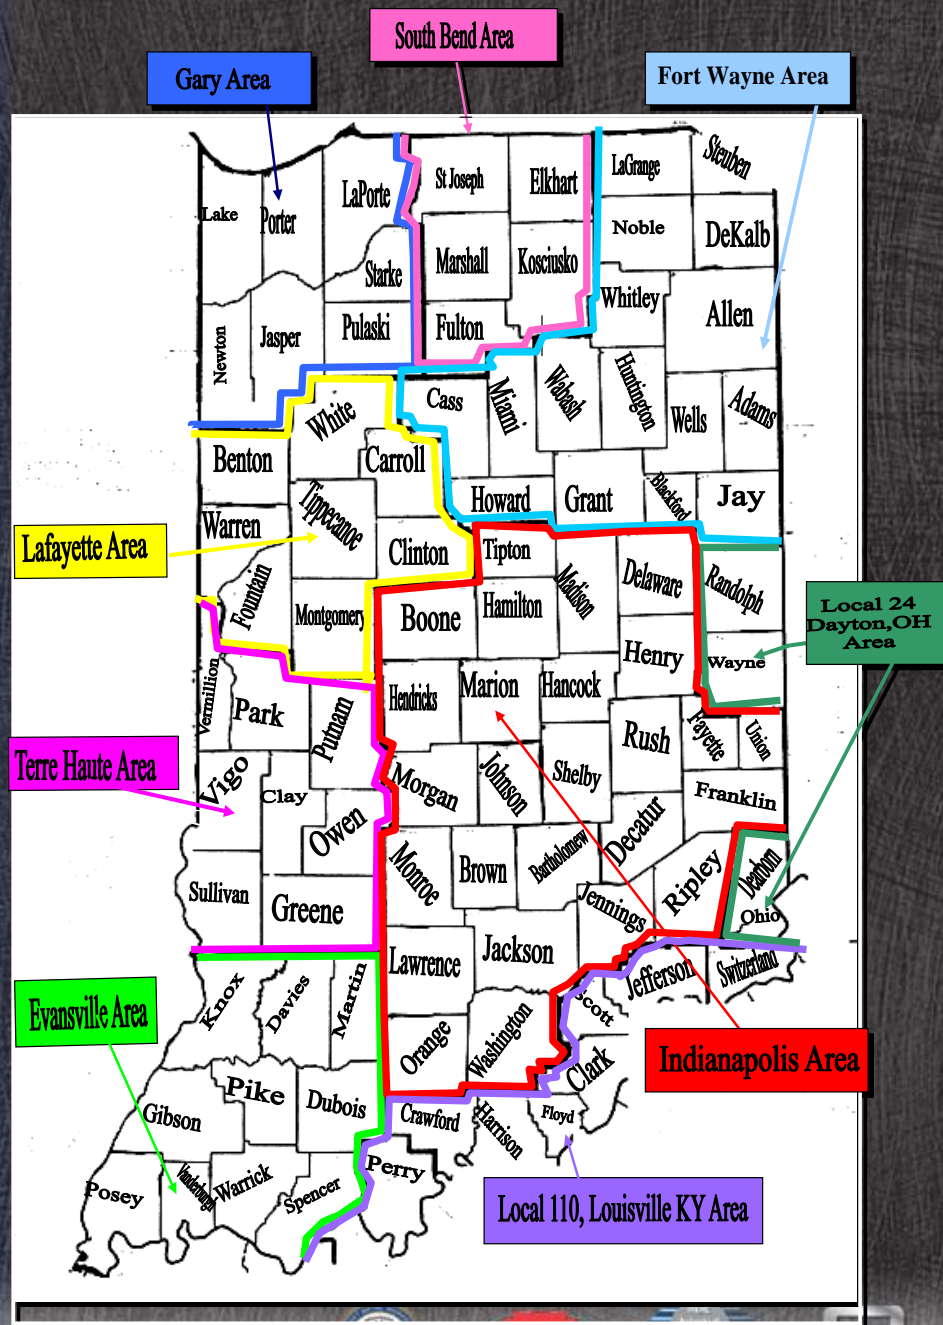 South Bend Area
Gary Area
Fort Wayne Area
Lake
Porter
LaPorte
St Joseph
Elkhart
LaGrange
Steuben
Noble
DeKalb
Starke
Marshall
Kosciusko
Whitley
Allen
Newton
Jasper
Pulaski
Fulton
White
Cass
Miami
Wabash
Huntington
Wells
Adams
Benton
Carroll
Howard
Grant
Blackford
Jay
Warren
Tippecanoe
Lafayette Area
Clinton
Tipton
Fountain
Montgomery
Boone
Hamilton
Madison
Delaware
Randolph
Local 24
Dayton,OH
Area
Henry
Wayne
Vermillion
Park
Putnam
Hendricks
Marion
Hancock
Rush
Fayette
Union
Terre Haute Area
Vigo
Clay
Owen
Morgan
Johnson
Shelby
Decatur
Franklin
Sullivan
Greene
Monroe
Brown
Bartholomew
Jennings
Ripley
Dearborn
Ohio
Knox
Davies
Martin
Lawrence
Jackson
Jefferson
Switzerland
Evansville Area
Orange
Washington
Scott
Clark
Indianapolis Area
Gibson
Pike
Dubois
Crawford
Harrison
Floyd
Posey
Warrick
Spencer
Perry
Local 110, Louisville KY Area